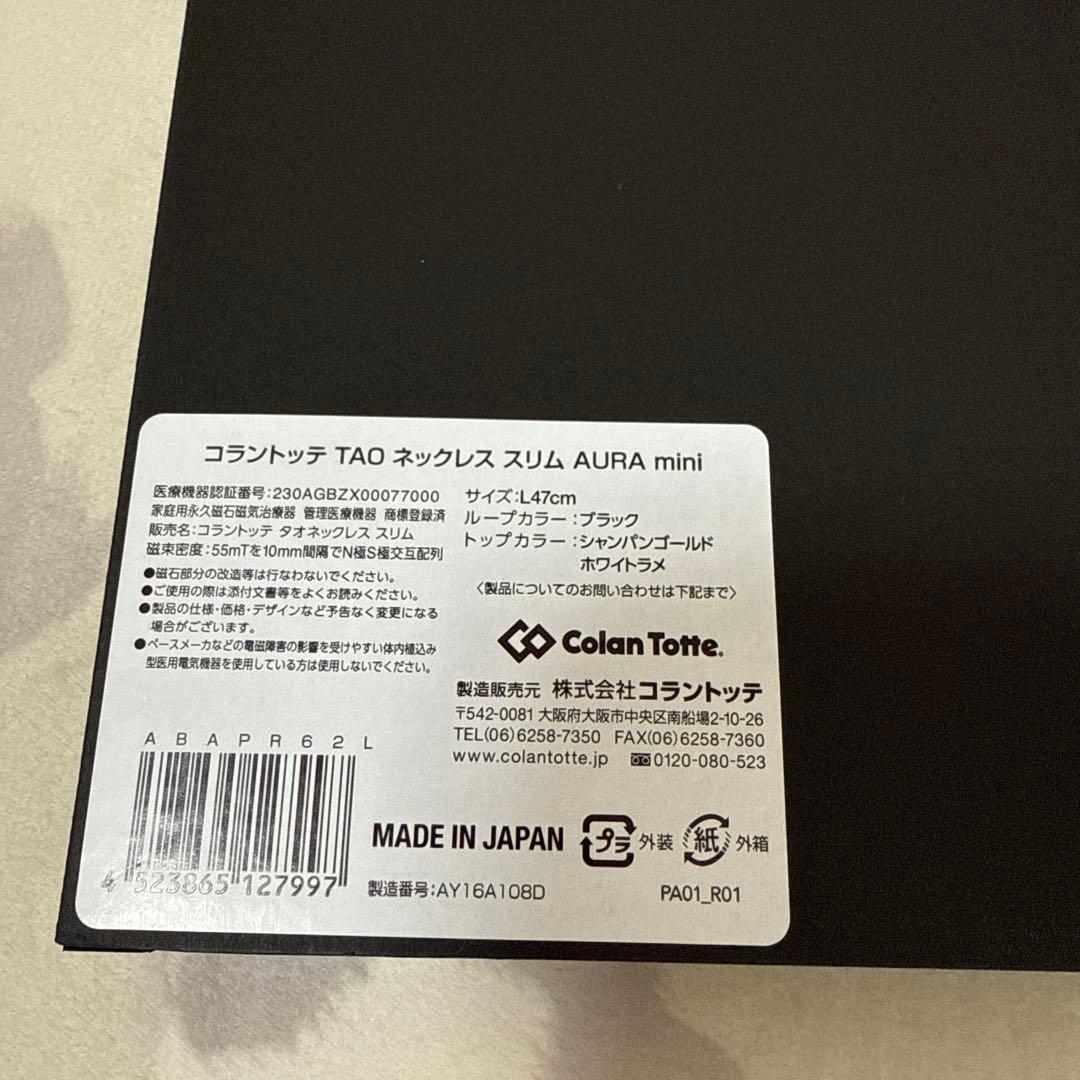 コラントッテ TAO ネックレス スリム AURA mini
医療機器認証番号:230AGBZX00077000
家庭用永久磁石磁気治療器 管理医療機器 商標登録済
販売名:コラントッテ タオネックレス スリム
磁束密度:55mTを10mm間隔でN極S極交互配列
●磁石部分の改造等は行なわないでください。
●ご使用の際は添付文書等をよくお読みください。
●製品の仕様・価格・デザインなど予告なく変更になる
場合がございます。
●ペースメーカなどの電磁障害の影響を受けやすい体内植込み
型医用電気機器を使用している方は使用しないでください。
サイズ:L47cm
ループカラー:ブラック
トップカラー:シャンパンゴールド
ホワイトラメ
〈製品についてのお問い合わせは下記まで〉
Colan Totte.
製造販売元 株式会社コラントッテ
〒542-0081 大阪府大阪市中央区南船場2-10-26
TEL(06)6258-7350 FAX(06)6258-7360
www.colantotte.jp 0120-080-523
ABAPR62L
4 523865 127997
MADE IN JAPAN
プラ 外装 紙 外箱
製造番号:AY16A108D
PA01_R01